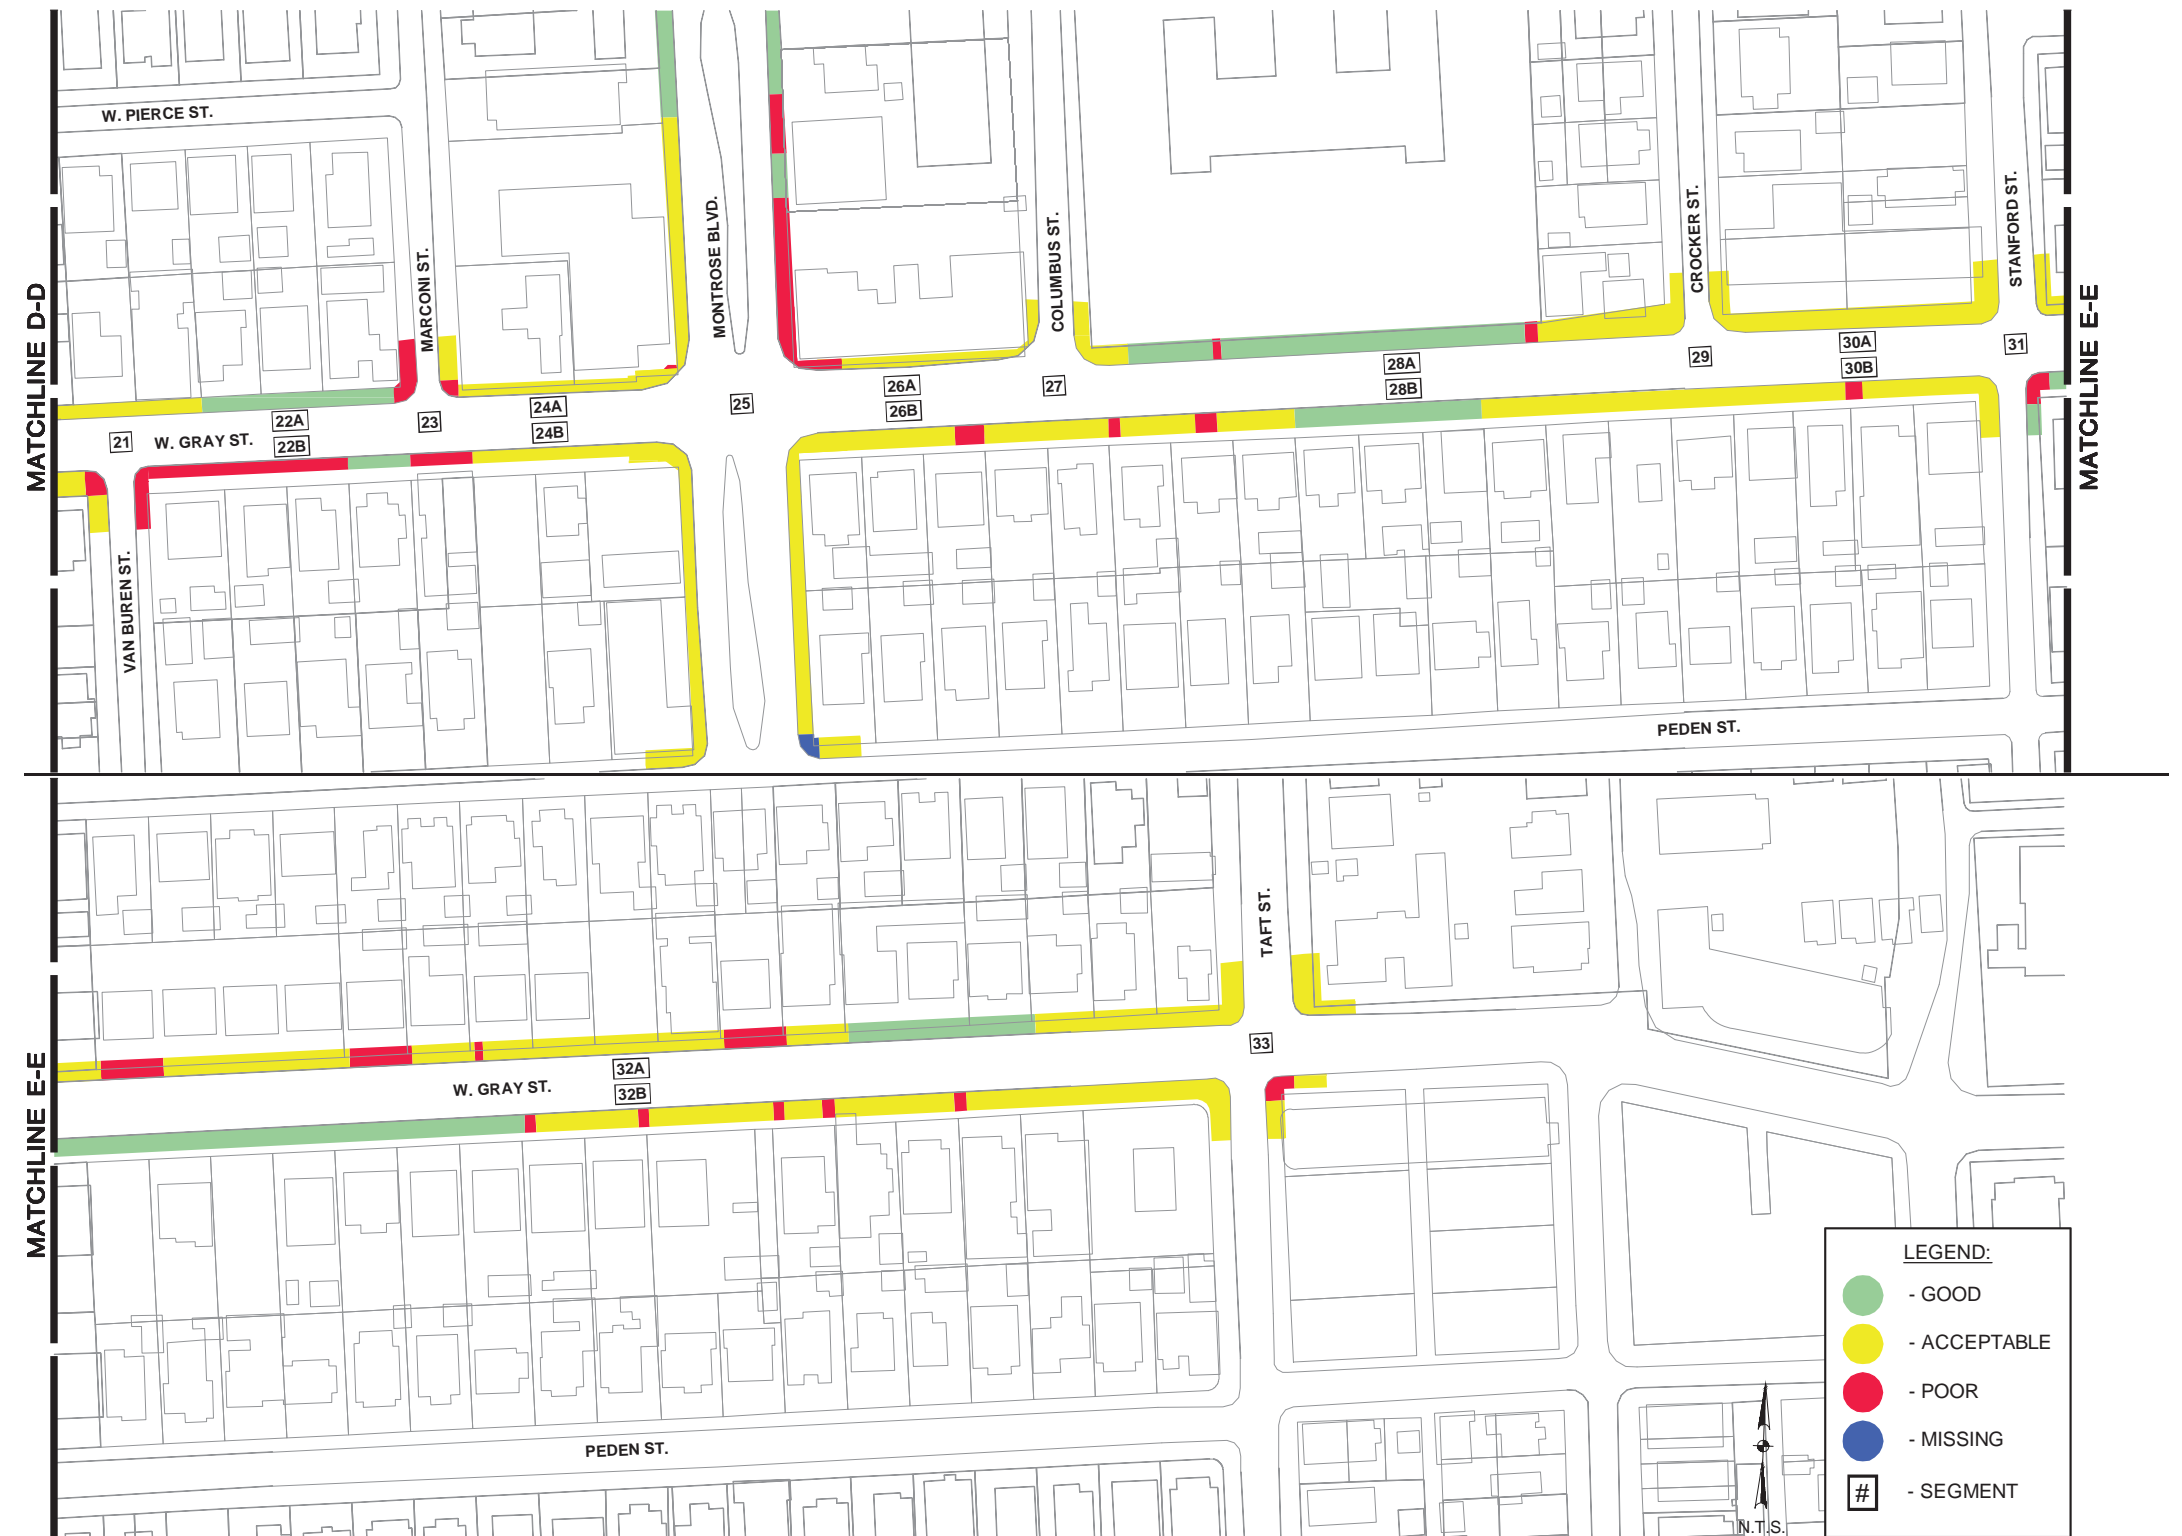 W. PIERCE ST.
MARCONI ST.
MONTROSE BLVD.
COLUMBUS ST.
CROCKER ST.
STANFORD ST.
MATCHLINE D-D
MATCHLINE E-E
21
W. GRAY ST.
22A
22B
23
24A
24B
25
26A
26B
27
28A
28B
29
30A
30B
31
VAN BUREN ST.
PEDEN ST.
TAFT ST.
MATCHLINE E-E
W. GRAY ST.
32A
32B
33
PEDEN ST.
LEGEND:
- GOOD
- ACCEPTABLE
- POOR
- MISSING
# - SEGMENT
N.T.S.